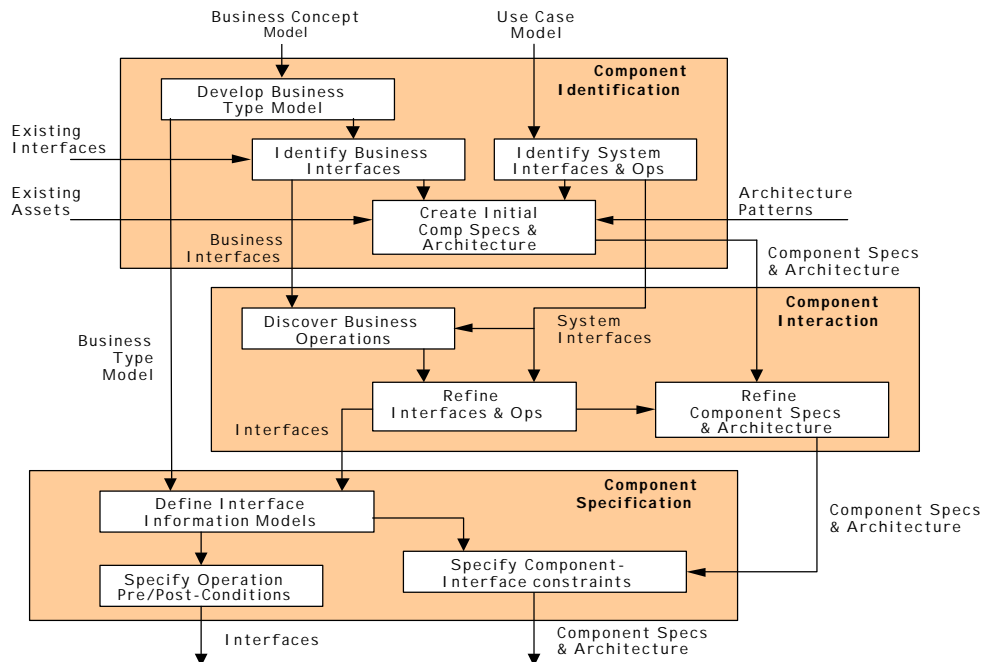 Business Concept
Model
Use Case
Model
Component
Identification
Develop Business
Type Model
Existing
Interfaces
Identify Business
Interfaces
Identify System
Interfaces & Ops
Existing
Assets
Create Initial
Comp Specs &
Architecture
Architecture
Patterns
Business
Interfaces
Component Specs
& Architecture
Component
Interaction
Discover Business
Operations
System
Interfaces
Business
Type
Model
Refine
Interfaces & Ops
Refine
Component Specs
& Architecture
Interfaces
Component
Specification
Define Interface
Information Models
Component Specs
& Architecture
Specify Operation
Pre/Post-Conditions
Specify Component-
Interface constraints
Interfaces
Component Specs
& Architecture